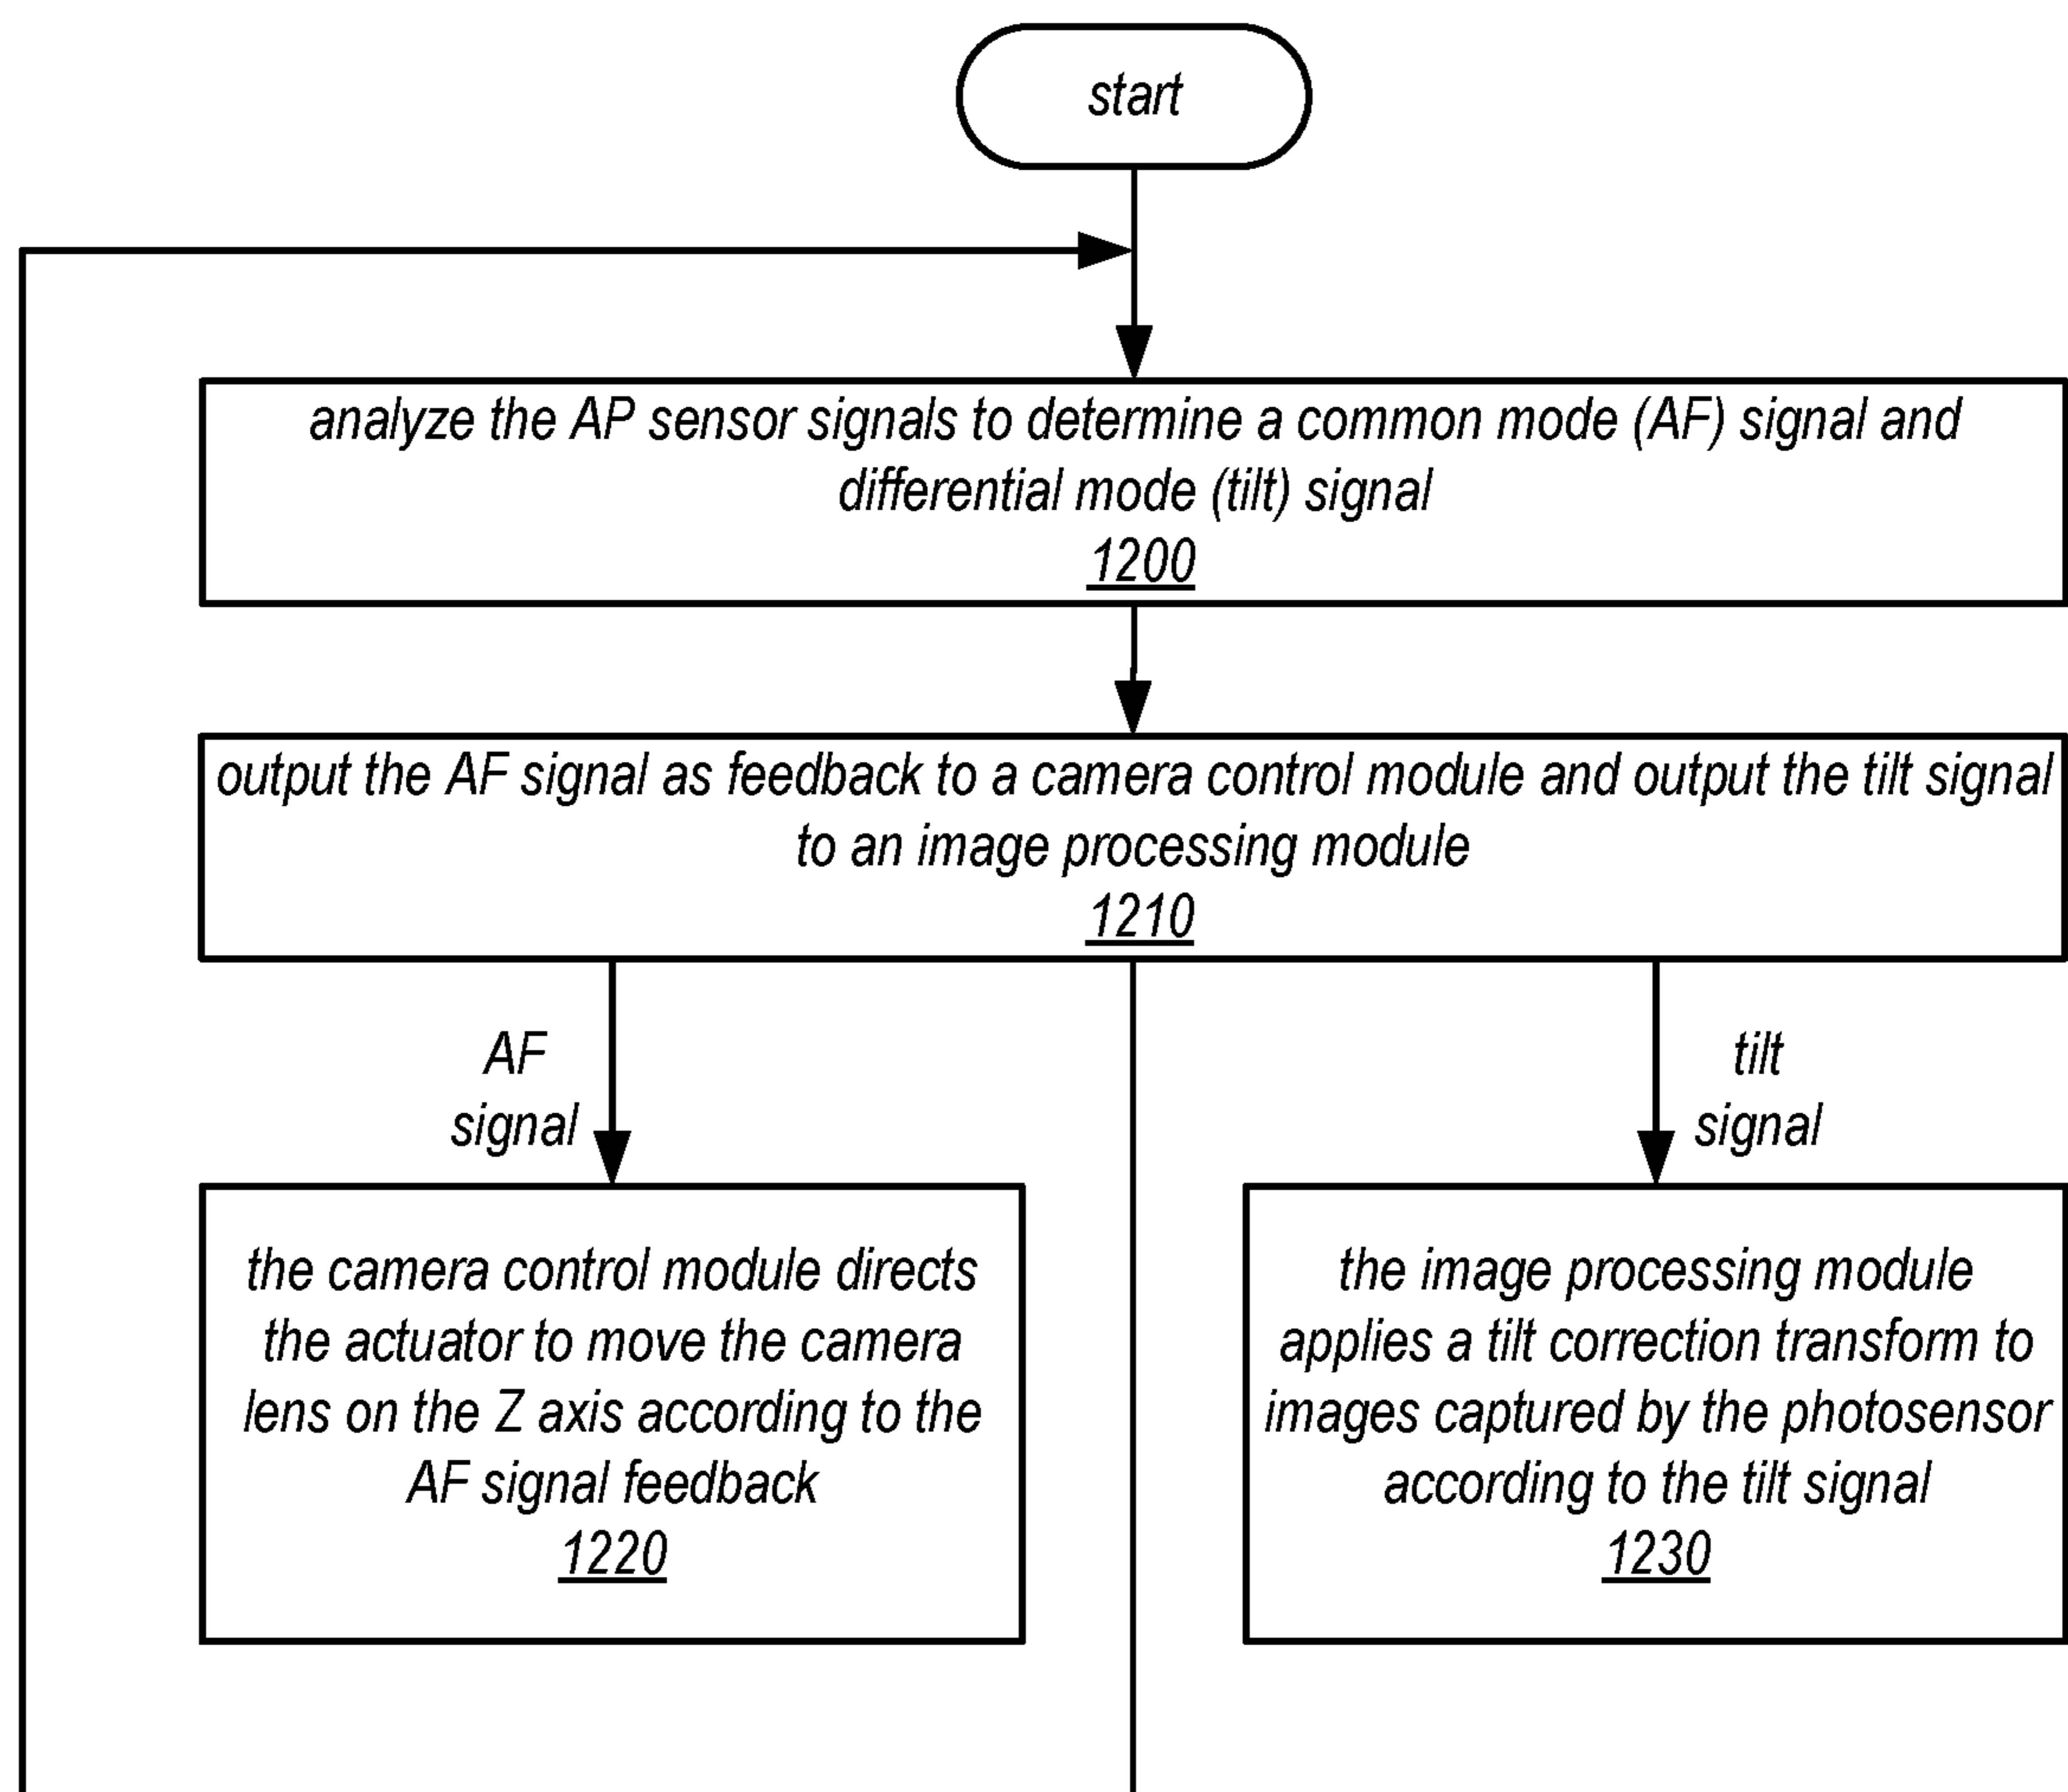 start
analyze the AP sensor signals to determine a common mode (AF) signal and
differential mode (tilt) signal
1200
output the AF signal as feedback to a camera control module and output the tilt signal
to an image processing module
1210
AF
signal
tilt
signal
the camera control module directs
the actuator to move the camera
lens on the Z axis according to the
AF signal feedback
1220
the image processing module
applies a tilt correction transform to
images captured by the photosensor
according to the tilt signal
1230